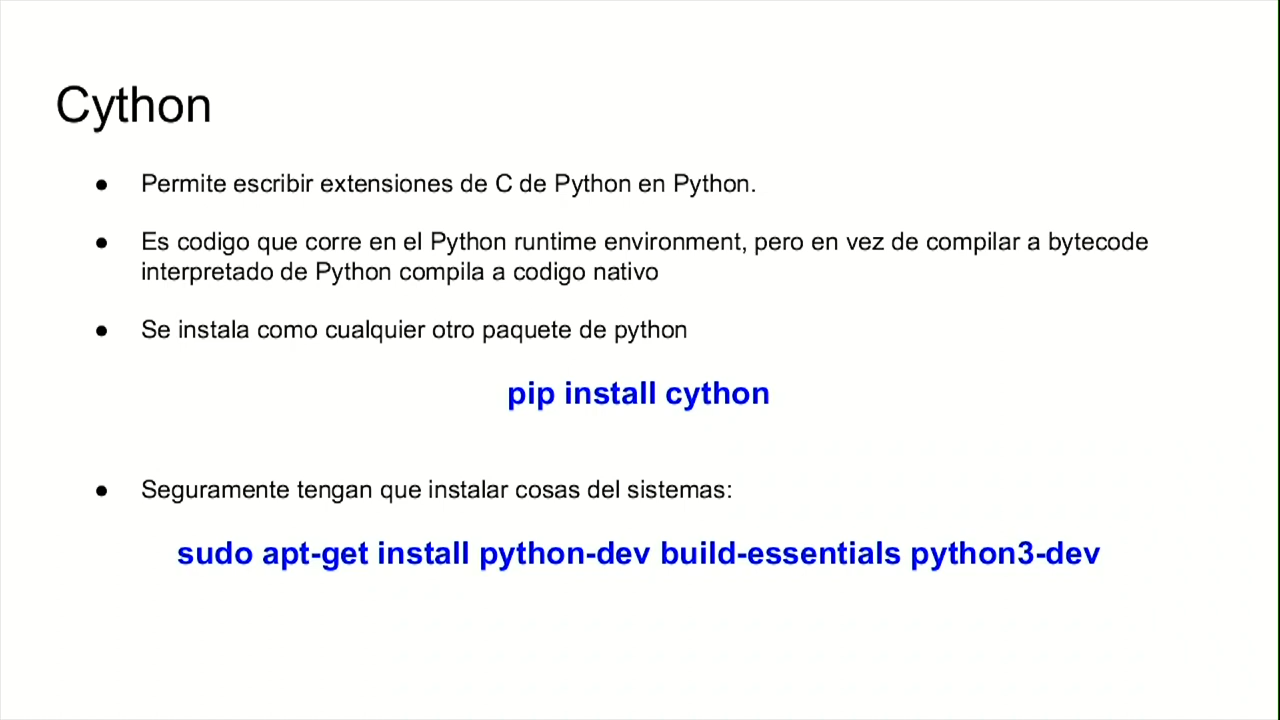 Cython
● Permite escribir extensiones de C de Python en Python.
● Es codigo que corre en el Python runtime environment, pero en vez de compilar a bytecode
interpretado de Python compila a codigo nativo
● Se instala como cualquier otro paquete de python
pip install cython
● Seguramente tengan que instalar cosas del sistemas:
sudo apt-get install python-dev build-essentials python3-dev